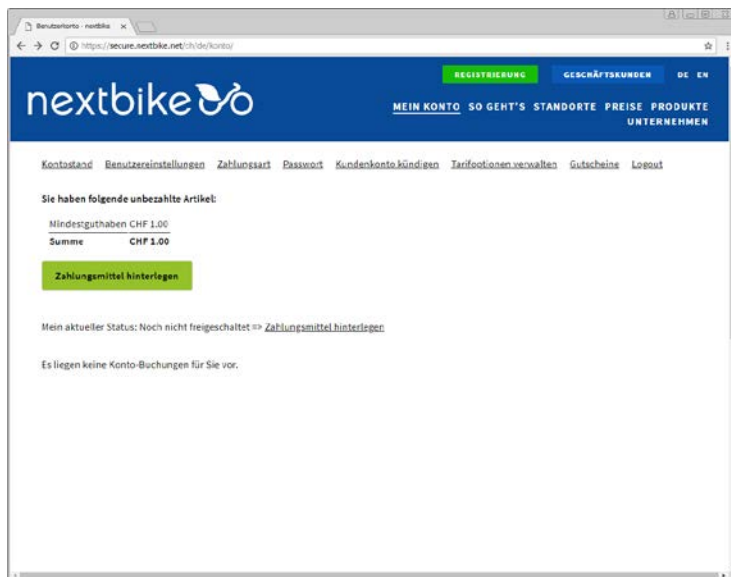 Benutzerkonto - nextbike
https://secure.nextbike.net/ch/de/konto/
REGISTRIERUNG GESCHÄFTSKUNDEN DE EN
nextbike
MEIN KONTO SO GEHT'S STANDORTE PREISE PRODUKTE
UNTERNEHMEN
Kontostand Benutzereinstellungen Zahlungsart Passwort Kundenkonto kündigen Tarifoptionen verwalten Gutscheine Logout
Sie haben folgende unbezahlte Artikel:
Mindestguthaben CHF 1.00
Summe CHF 1.00
Zahlungsmittel hinterlegen
Mein aktueller Status: Noch nicht freigeschaltet => Zahlungsmittel hinterlegen
Es liegen keine Konto-Buchungen für Sie vor.